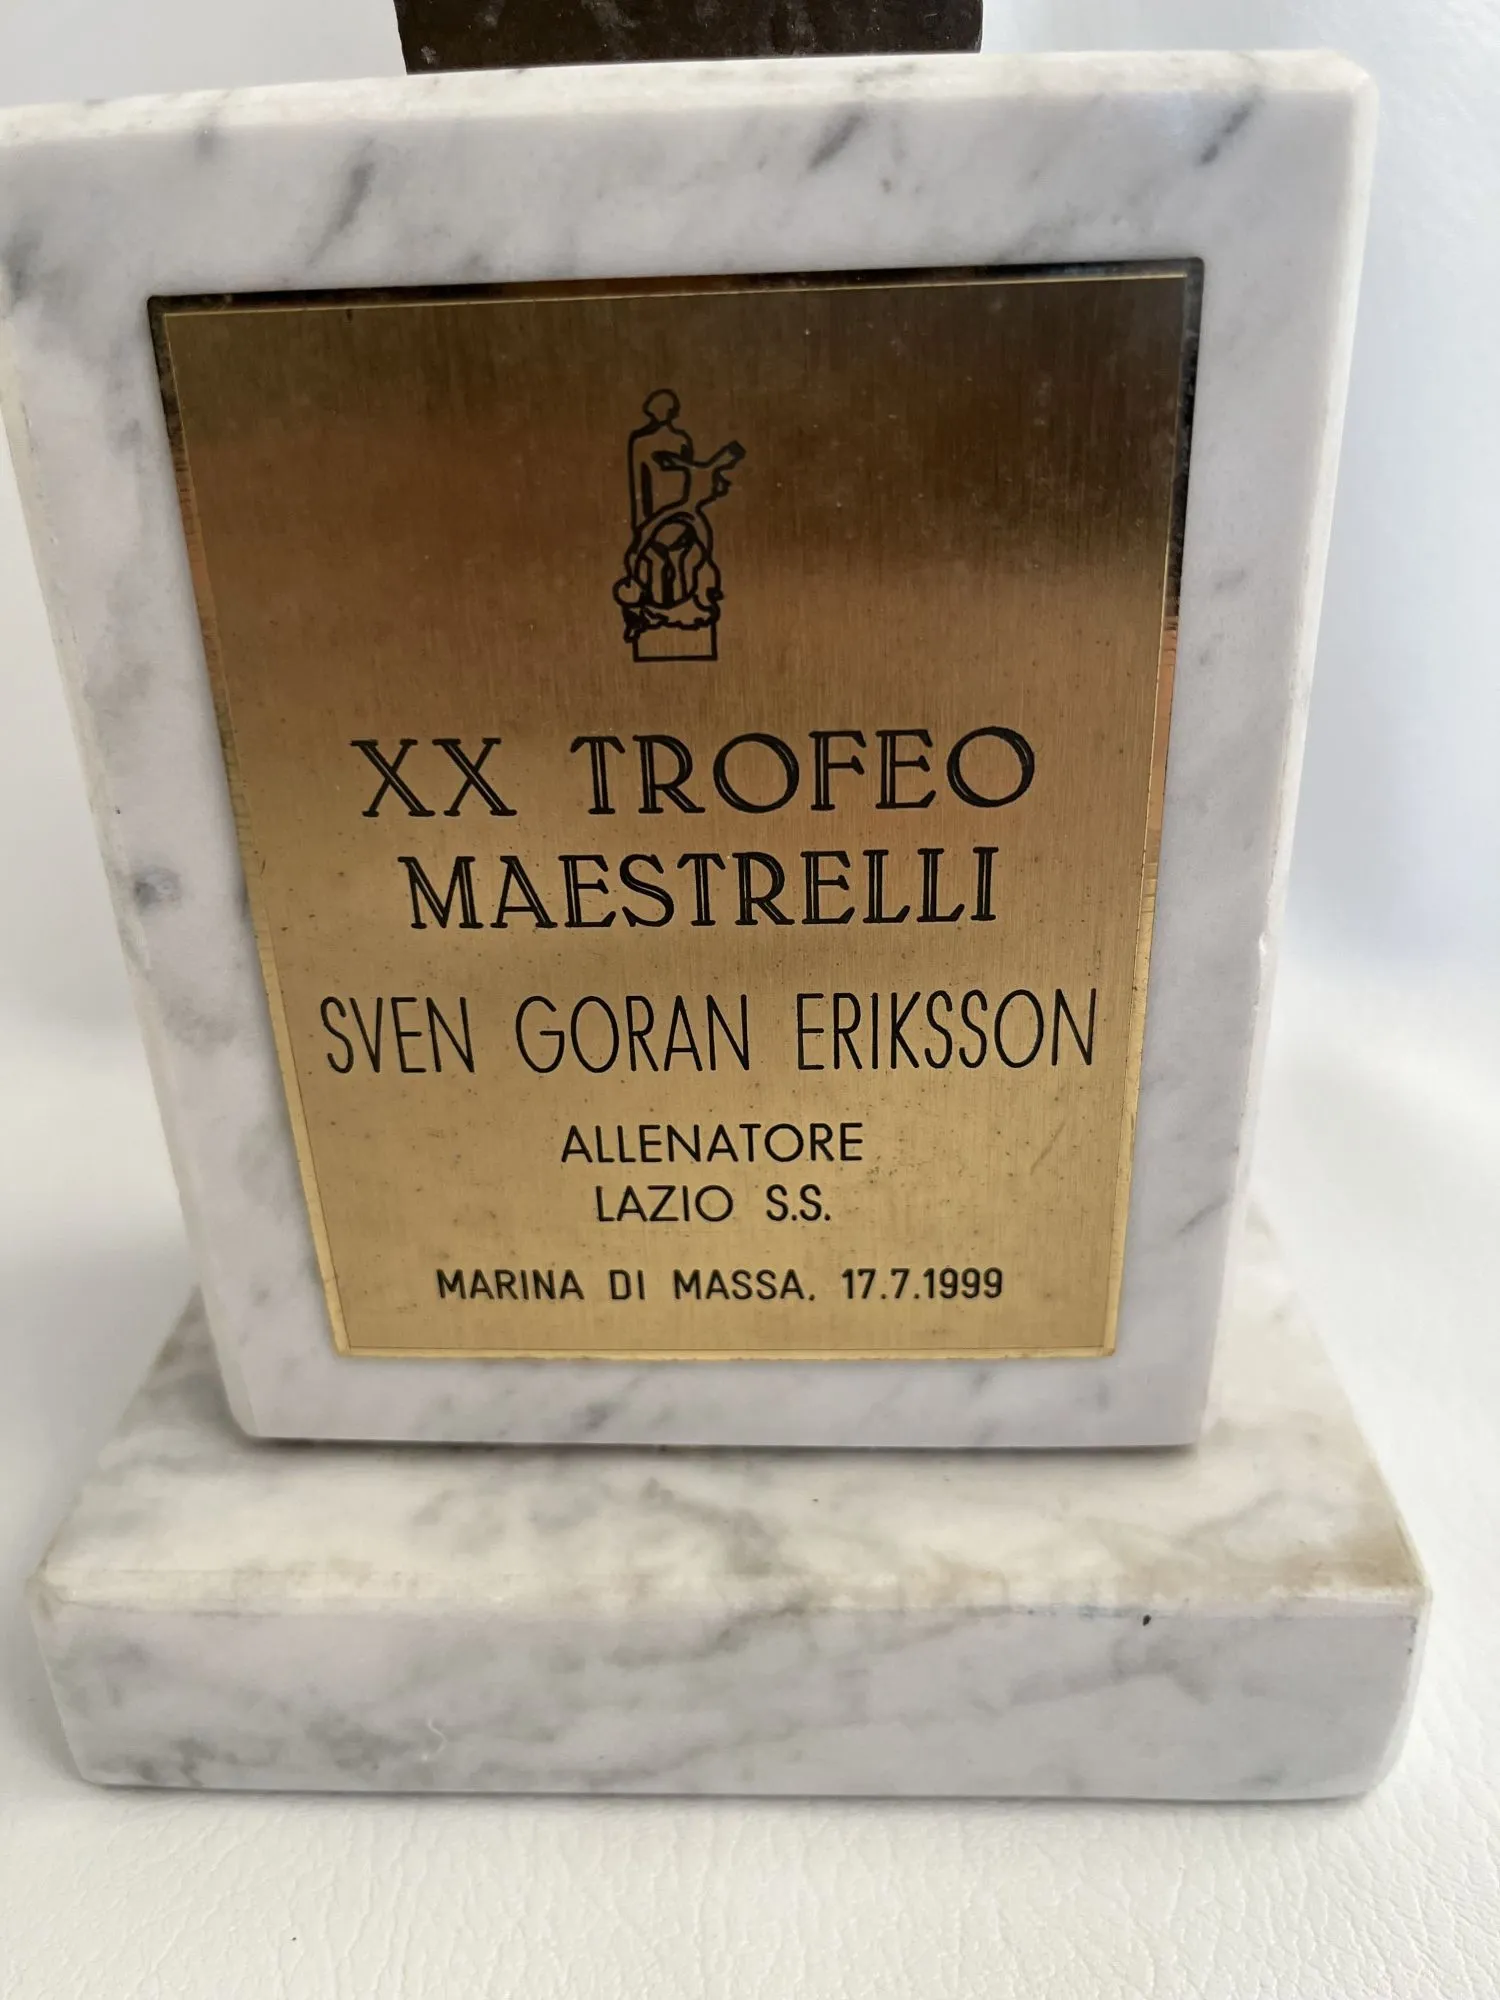 XX TROFEO
MAESTRELLI
SVEN GORAN ERIKSSON
ALLENATORE
LAZIO S.S.
MARINA DI MASSA, 17.7.1999